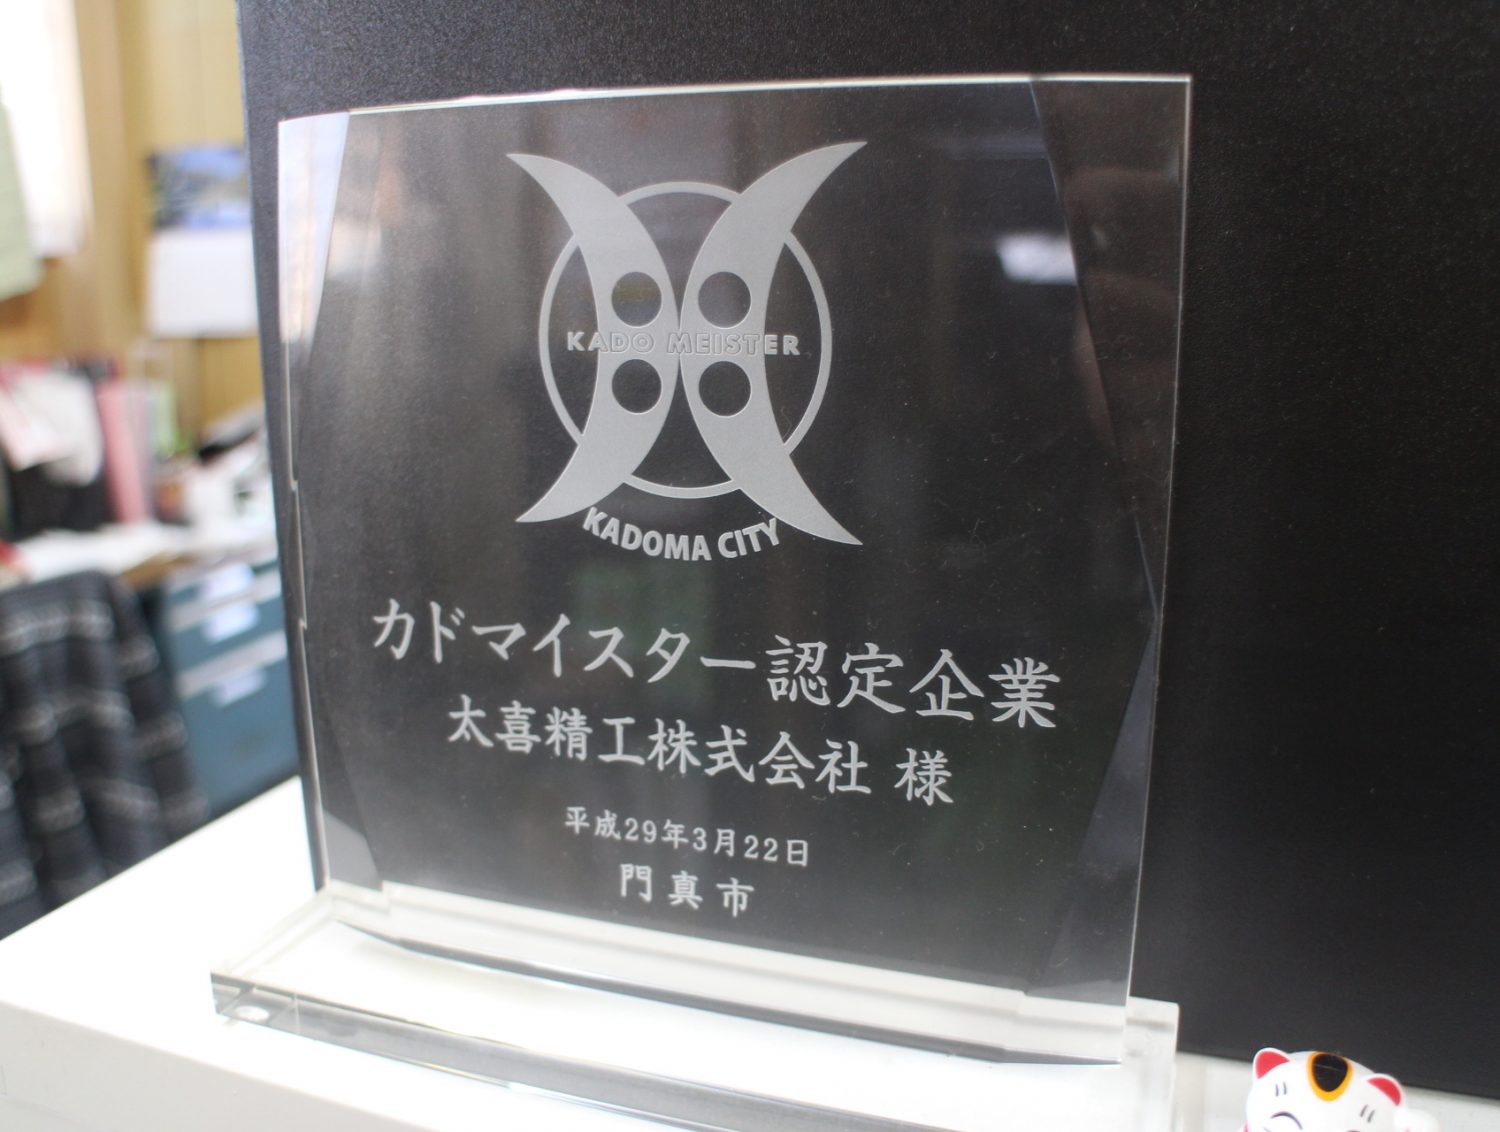 KADO MEISTER
KADOMA CITY
カドマイスター認定企業
太喜精工株式会社 様
平成29年3月22日
門真市